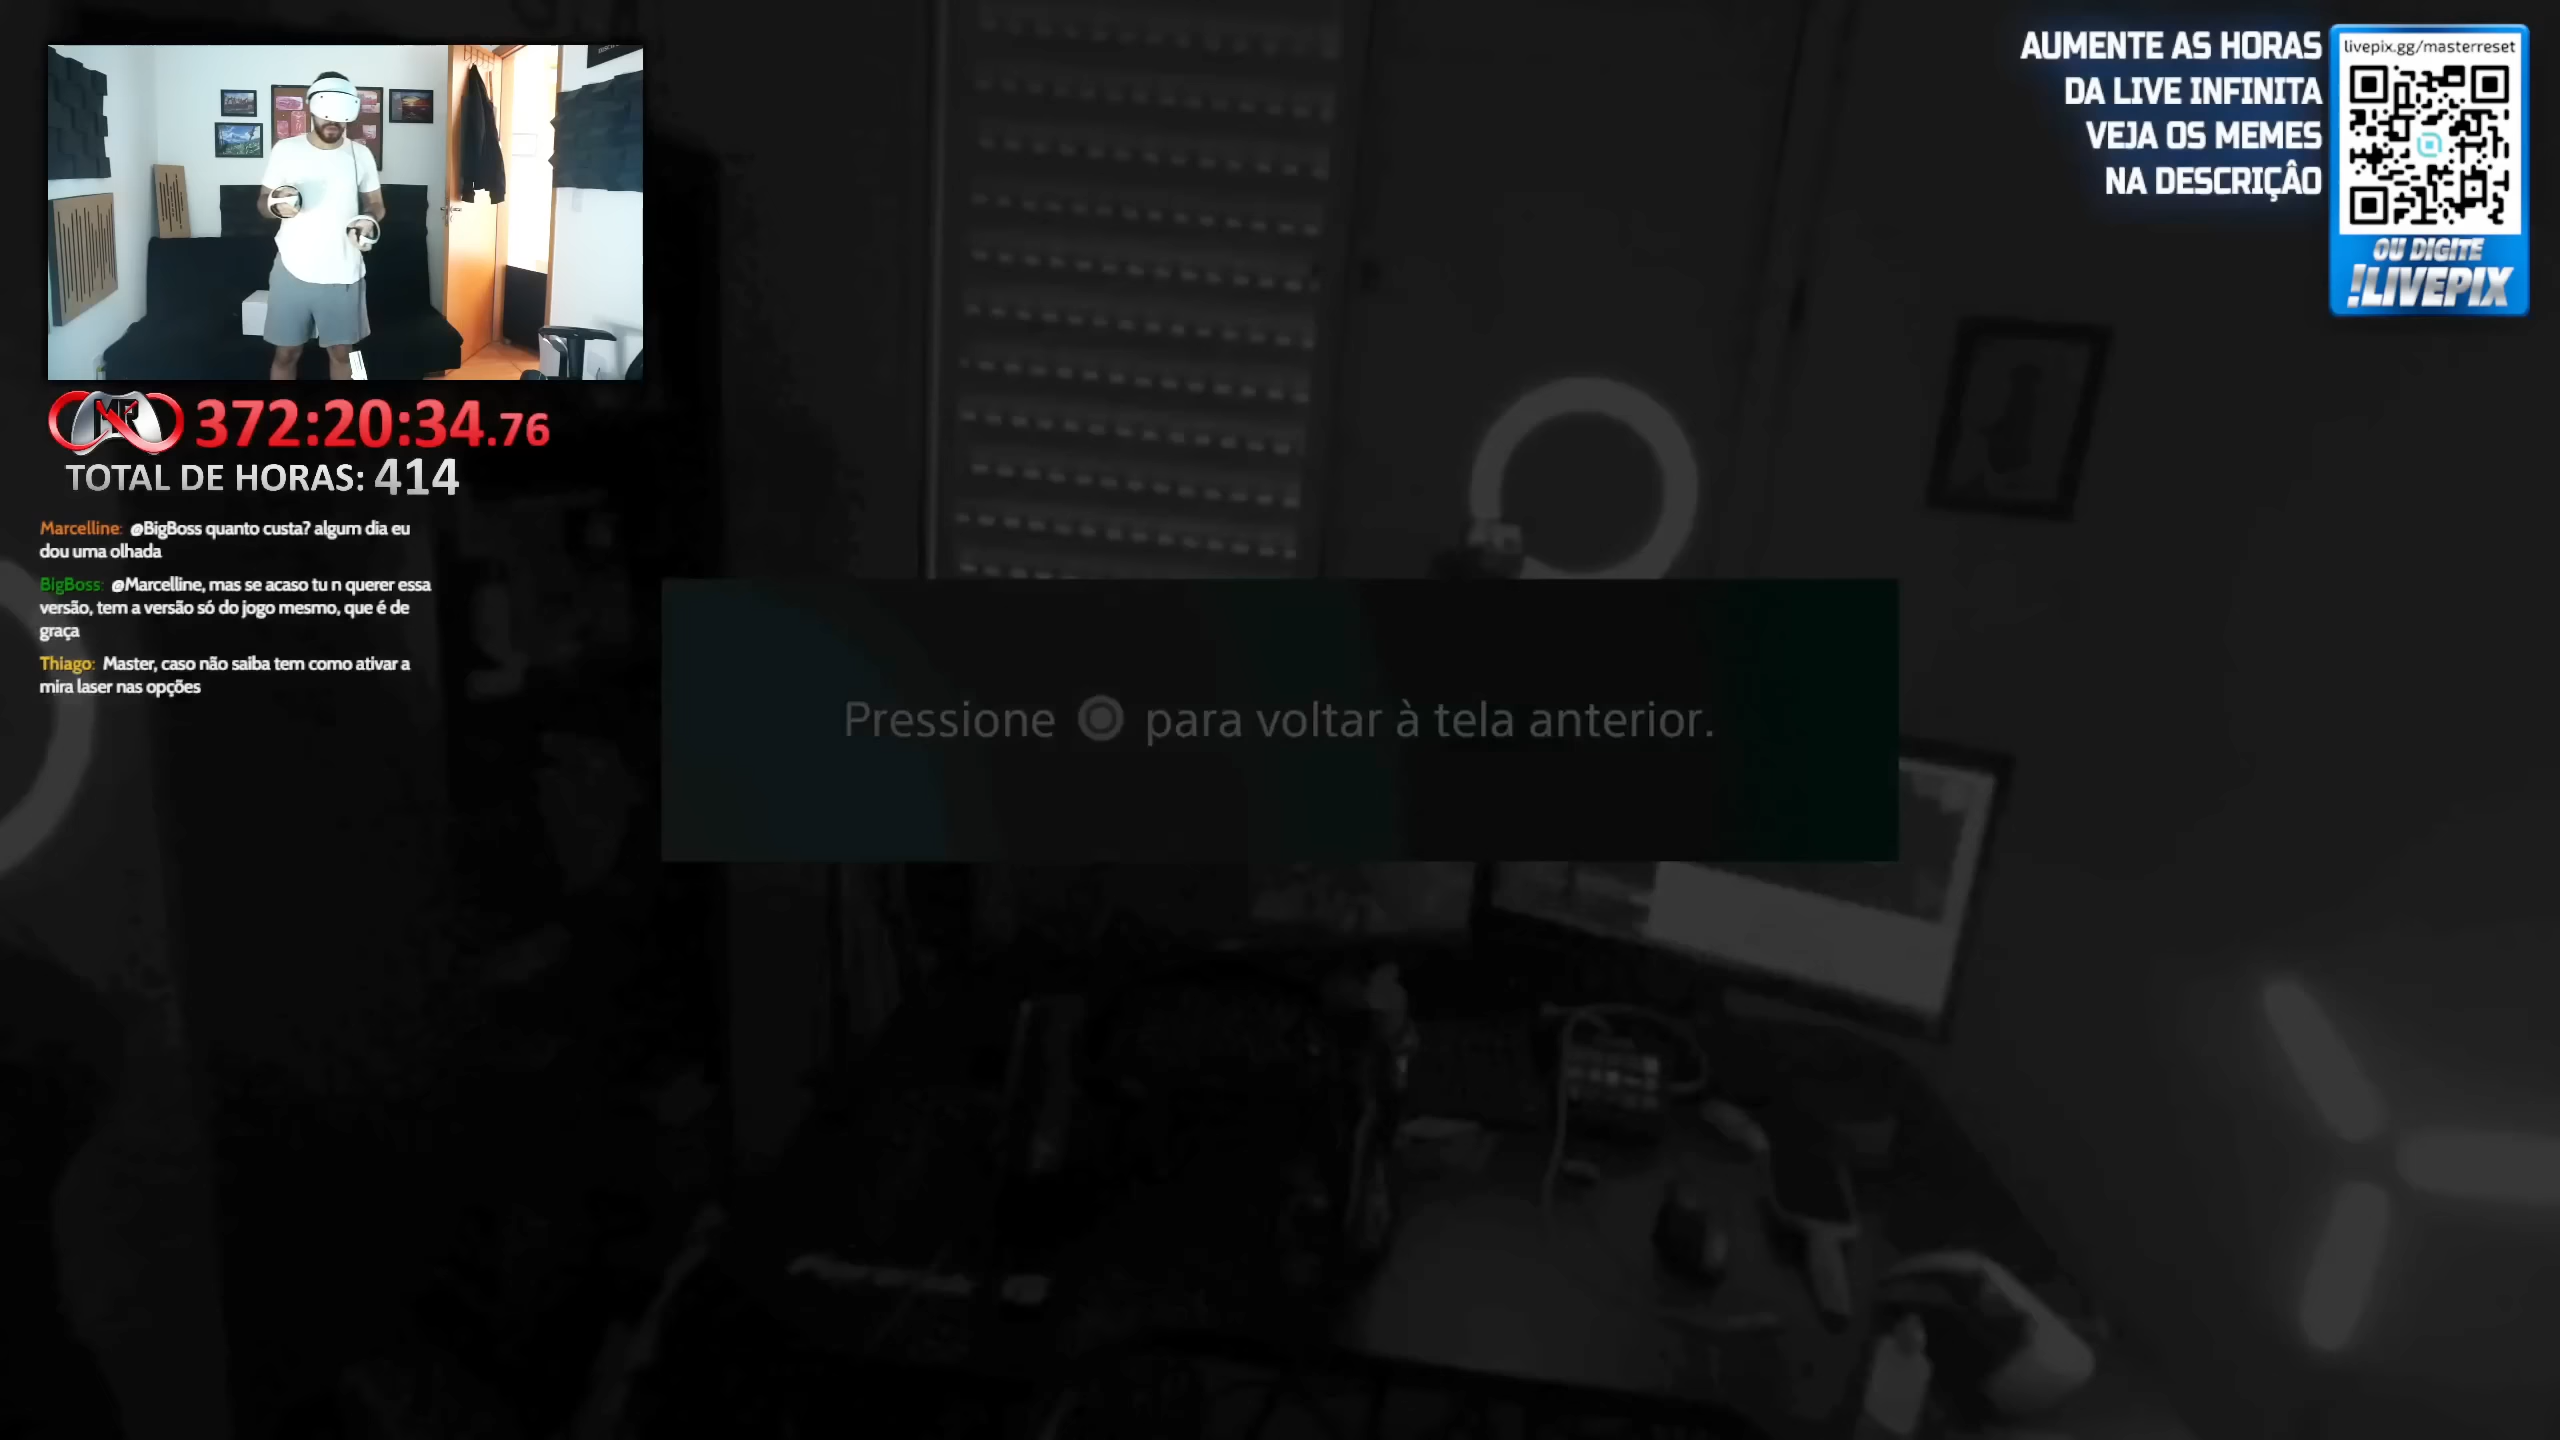 AUMENTE AS HORAS
DA LIVE INFINITA
VEJA OS MEMES
NA DESCRIÇÂO
livepix.gg/masterreset
OU DIGITE
!LIVEPIX
MR
372:20:34.76
TOTAL DE HORAS: 414
Marcelline: @BigBoss quanto custa? algum dia eu
dou uma olhada
BigBoss: @Marcelline, mas se acaso tu n querer essa
versão, tem a versão só do jogo mesmo, que é de
graça
Thiago: Master, caso não saiba tem como ativar a
mira laser nas opções
Pressione para voltar à tela anterior.